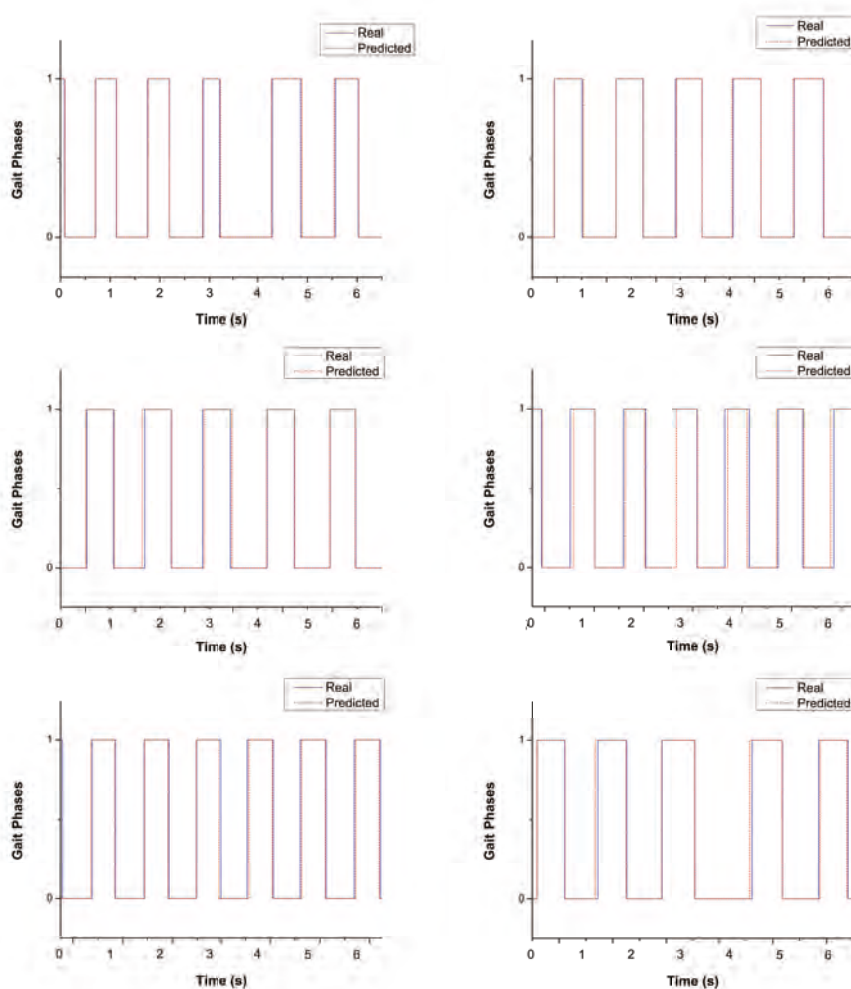 Real
Predicted
1
Gait Phases
0
0 1 2 3 4 5 6
Time (s)
Real
Predicted
1
Gait Phases
0
0 1 2 3 4 5 6
Time (s)
Real
Predicted
1
Gait Phases
0
0 1 2 3 4 5 6
Time (s)
Real
Predicted
1
Gait Phases
0
0 1 2 3 4 5 6
Time (s)
Real
Predicted
1
Gait Phases
0
0 1 2 3 4 5 6
Time (s)
Real
Predicted
1
Gait Phases
0
0 1 2 3 4 5 6
Time (s)